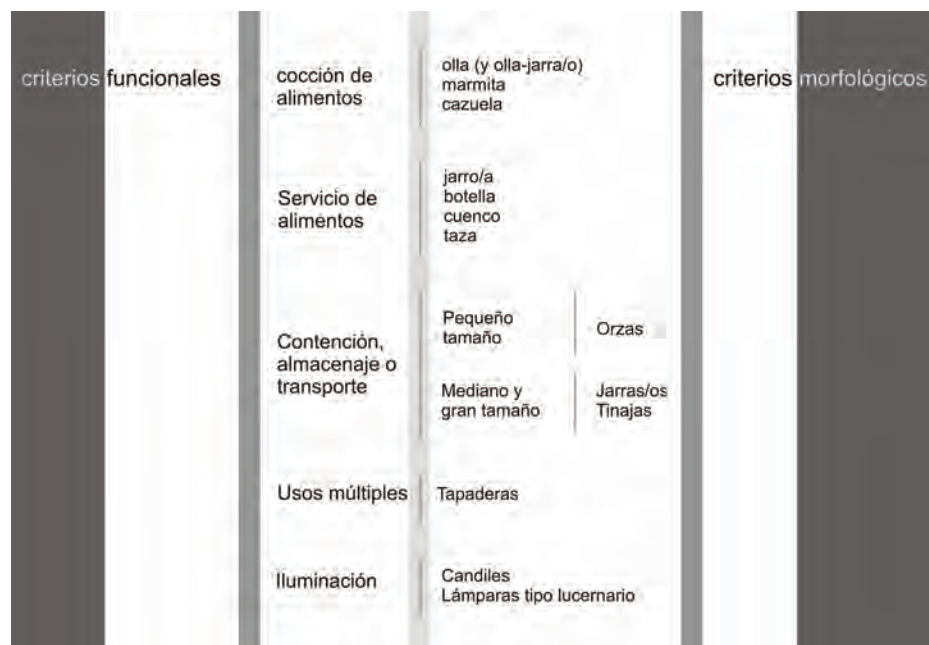 criterios funcionales
criterios morfológicos
cocción de
alimentos
olla (y olla-jarra/o)
marmita
cazuela
Servicio de
alimentos
jarro/a
botella
cuenco
taza
Contención,
almacenaje o
transporte
Pequeño
tamaño
Orzas
Mediano y
gran tamaño
Jarras/os
Tinajas
Usos múltiples
Tapaderas
Iluminación
Candiles
Lámparas tipo lucernario